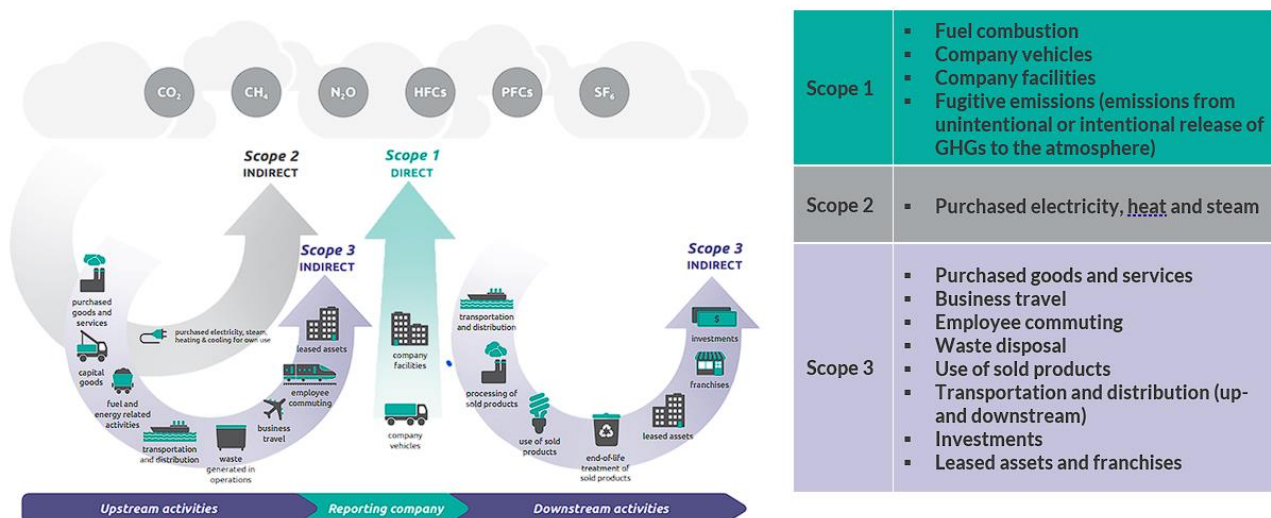 CO₂
CH₄
N₂O
HFCs
PFCs
SF₆
Scope 2
INDIRECT
Scope 1
DIRECT
Scope 3
INDIRECT
Scope 3
INDIRECT
purchased
goods and
services
capital
goods
fuel and
energy related
activities
transportation
and distribution
waste
generated in
operations
business
travel
employee
commuting
leased assets
purchased electricity, steam,
heating & cooling for own use
company
facilities
company
vehicles
transportation
and distribution
processing of
sold products
use of sold
products
end-of-life
treatment of
sold products
leased assets
franchises
investments
Upstream activities
Reporting company
Downstream activities
Scope 1
▪ Fuel combustion
▪ Company vehicles
▪ Company facilities
▪ Fugitive emissions (emissions from
unintentional or intentional release of
GHGs to the atmosphere)
Scope 2
▪ Purchased electricity, heat and steam
Scope 3
▪ Purchased goods and services
▪ Business travel
▪ Employee commuting
▪ Waste disposal
▪ Use of sold products
▪ Transportation and distribution (up-
and downstream)
▪ Investments
▪ Leased assets and franchises